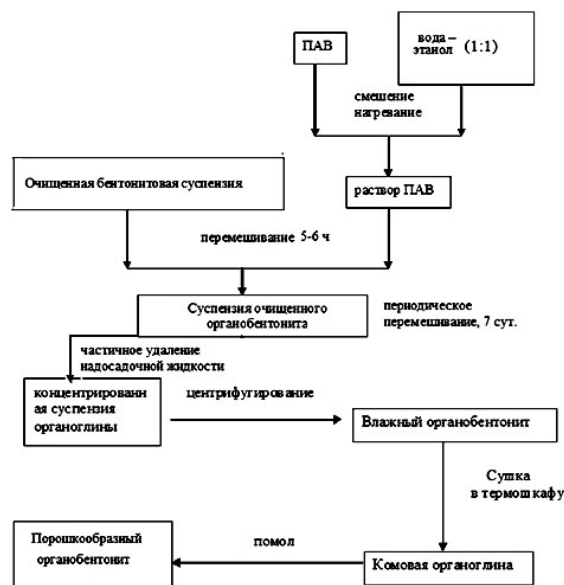 ПАВ
вода –
этанол (1:1)
смешение
нагревание
Очищенная бентонитовая суспензия
раствор ПАВ
перемешивание 5-6 ч
Суспензия очищенного
органобентонита
периодическое
перемешивание, 7 сут.
частичное удаление
надосадочной жидкости
концентрированн
ая суспензия
органоглины
центрифугирование
Влажный органобентонит
Сушка
в термошкафу
Порошкообразный
органобентонит
помол
Комовая органоглина